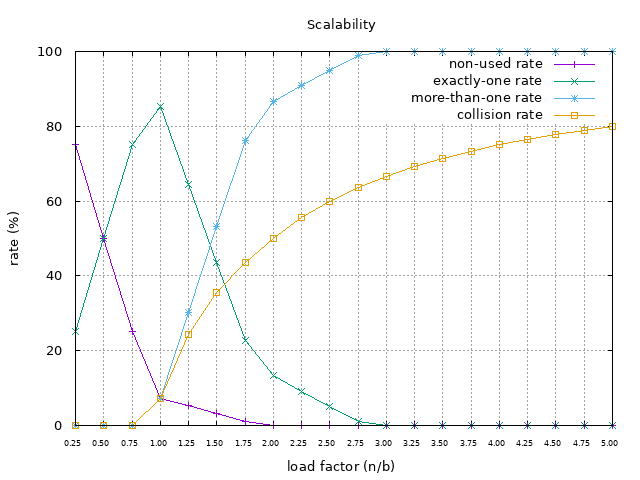 Scalability
100
80
60
40
20
0
rate (%)
non-used rate
exactly-one rate
more-than-one rate
collision rate
0.25 0.50 0.75 1.00 1.25 1.50 1.75 2.00 2.25 2.50 2.75 3.00 3.25 3.50 3.75 4.00 4.25 4.50 4.75 5.00
load factor (n/b)